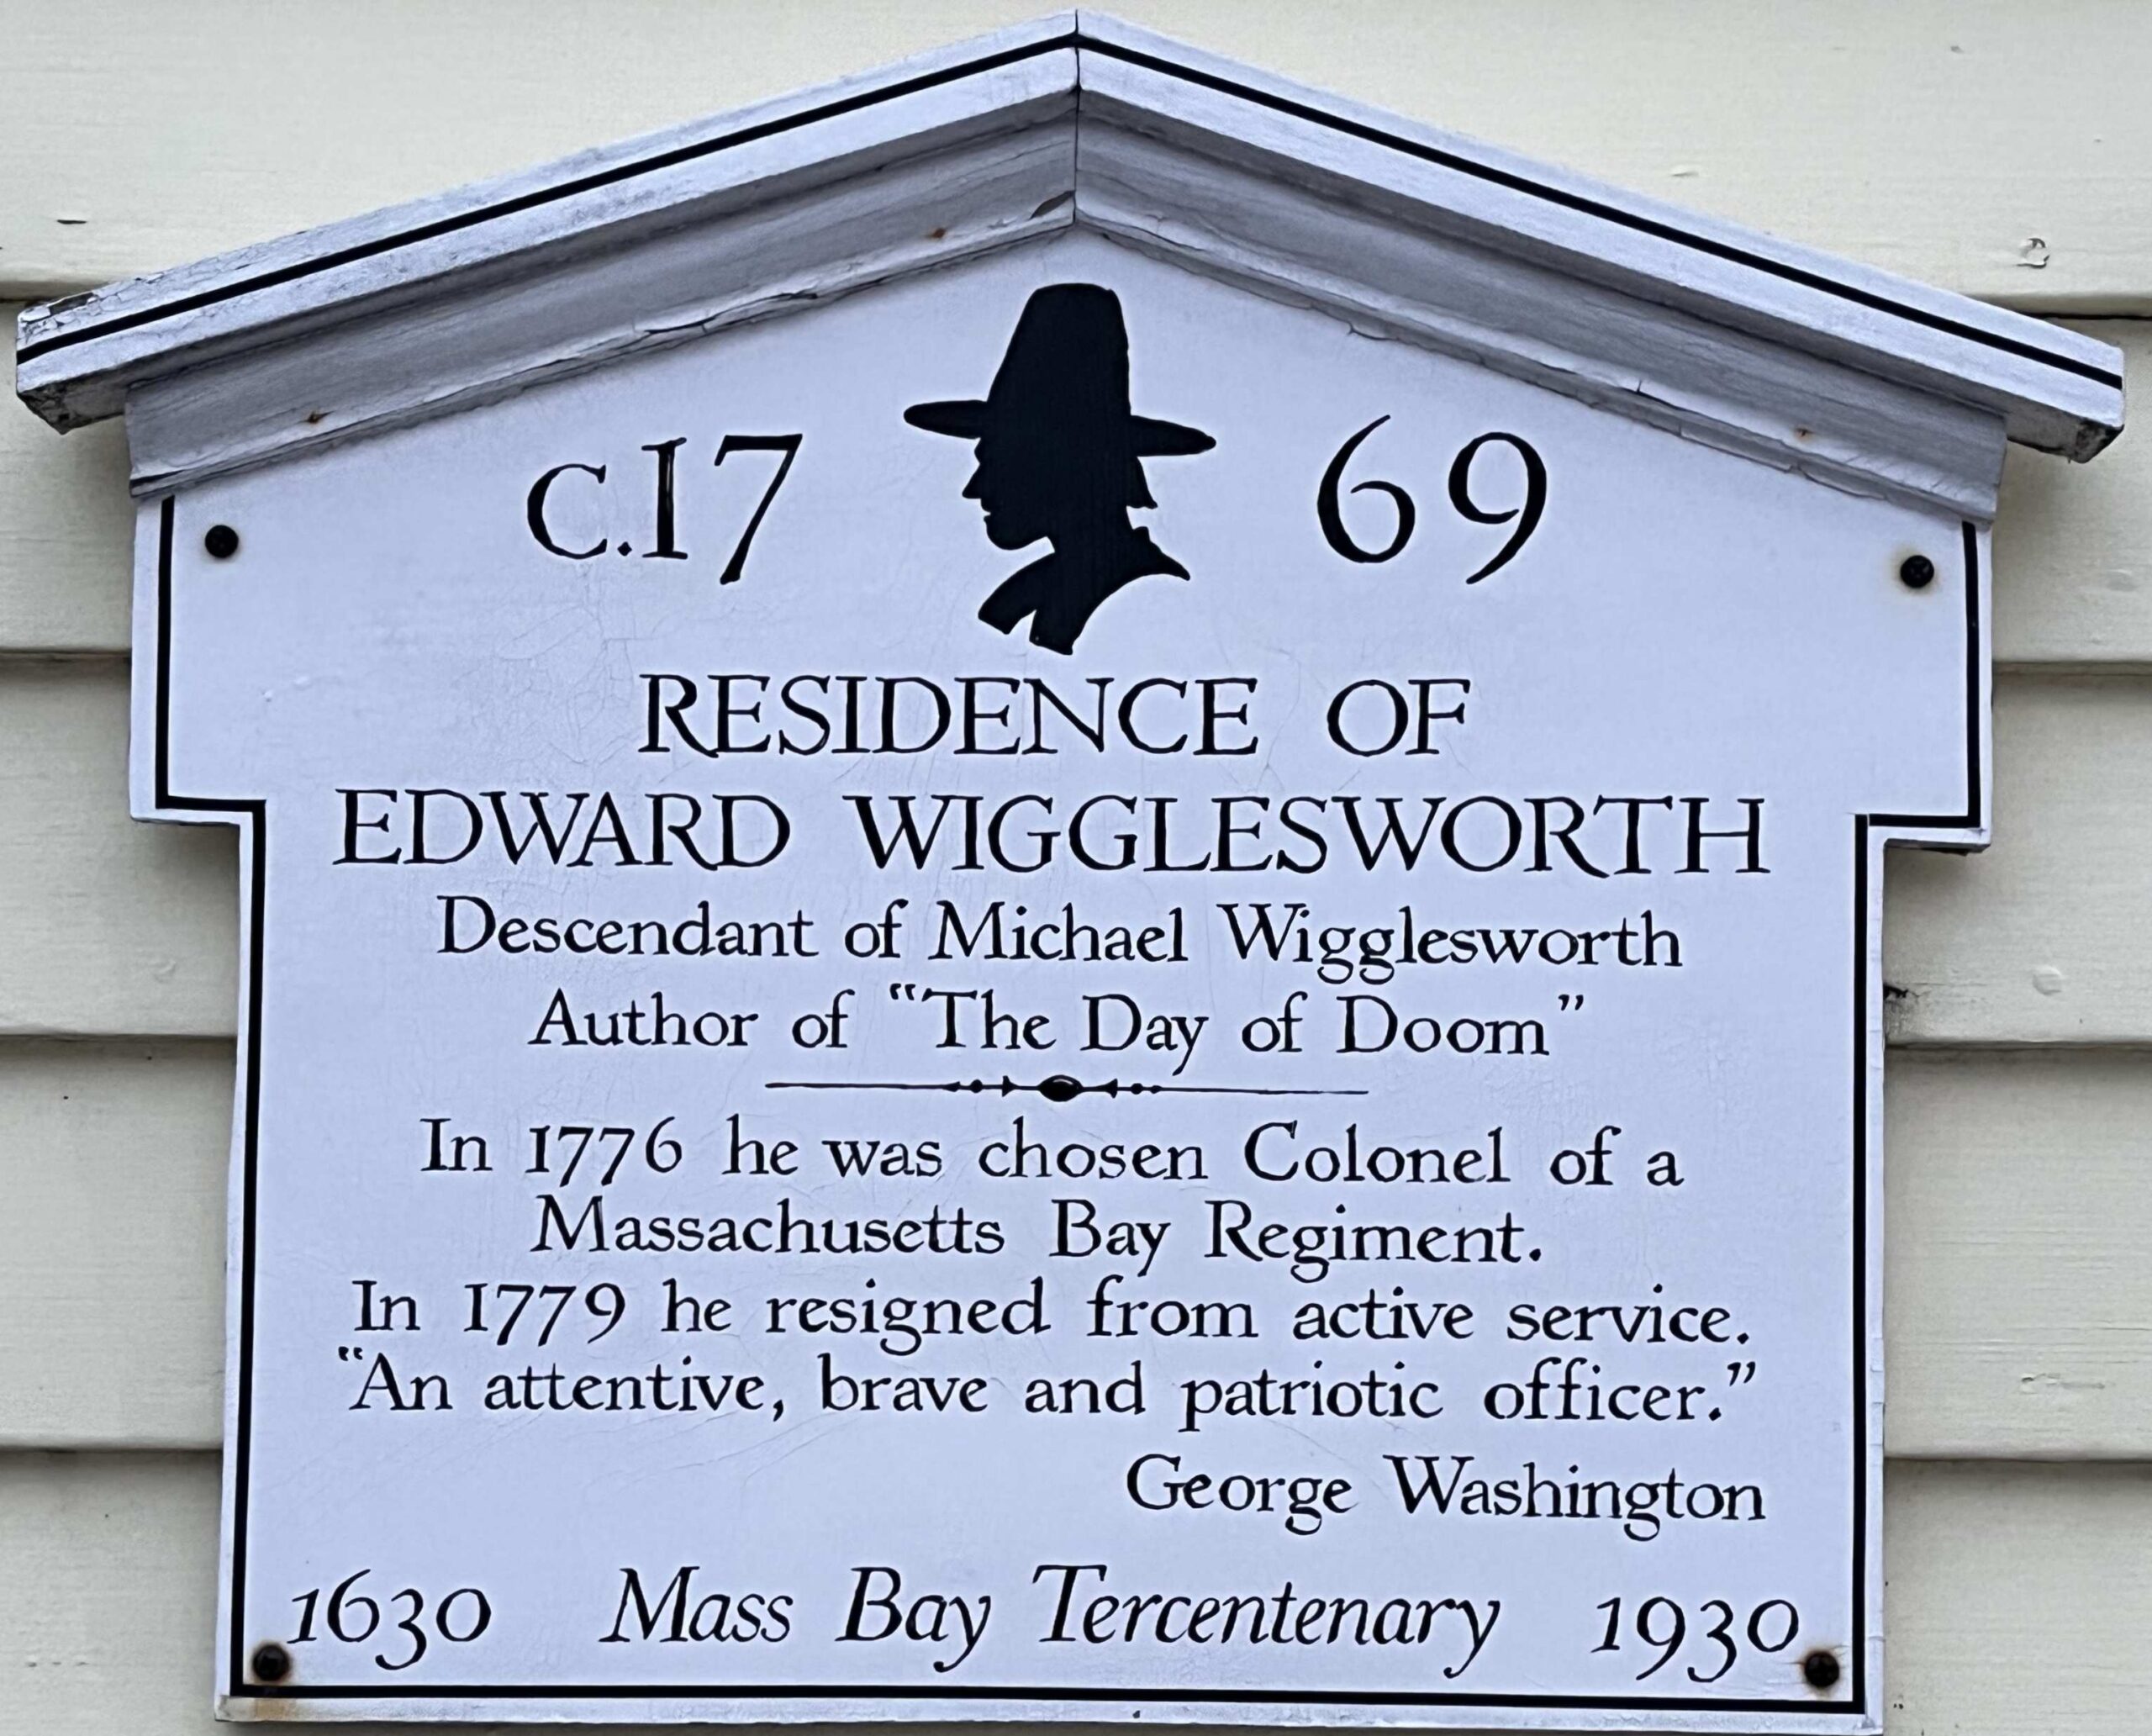 c.17 69
RESIDENCE OF
EDWARD WIGGLESWORTH
Descendant of Michael Wigglesworth
Author of “The Day of Doom”
In 1776 he was chosen Colonel of a
Massachusetts Bay Regiment.
In 1779 he resigned from active service.
“An attentive, brave and patriotic officer.”
George Washington
1630 Mass Bay Tercentenary 1930